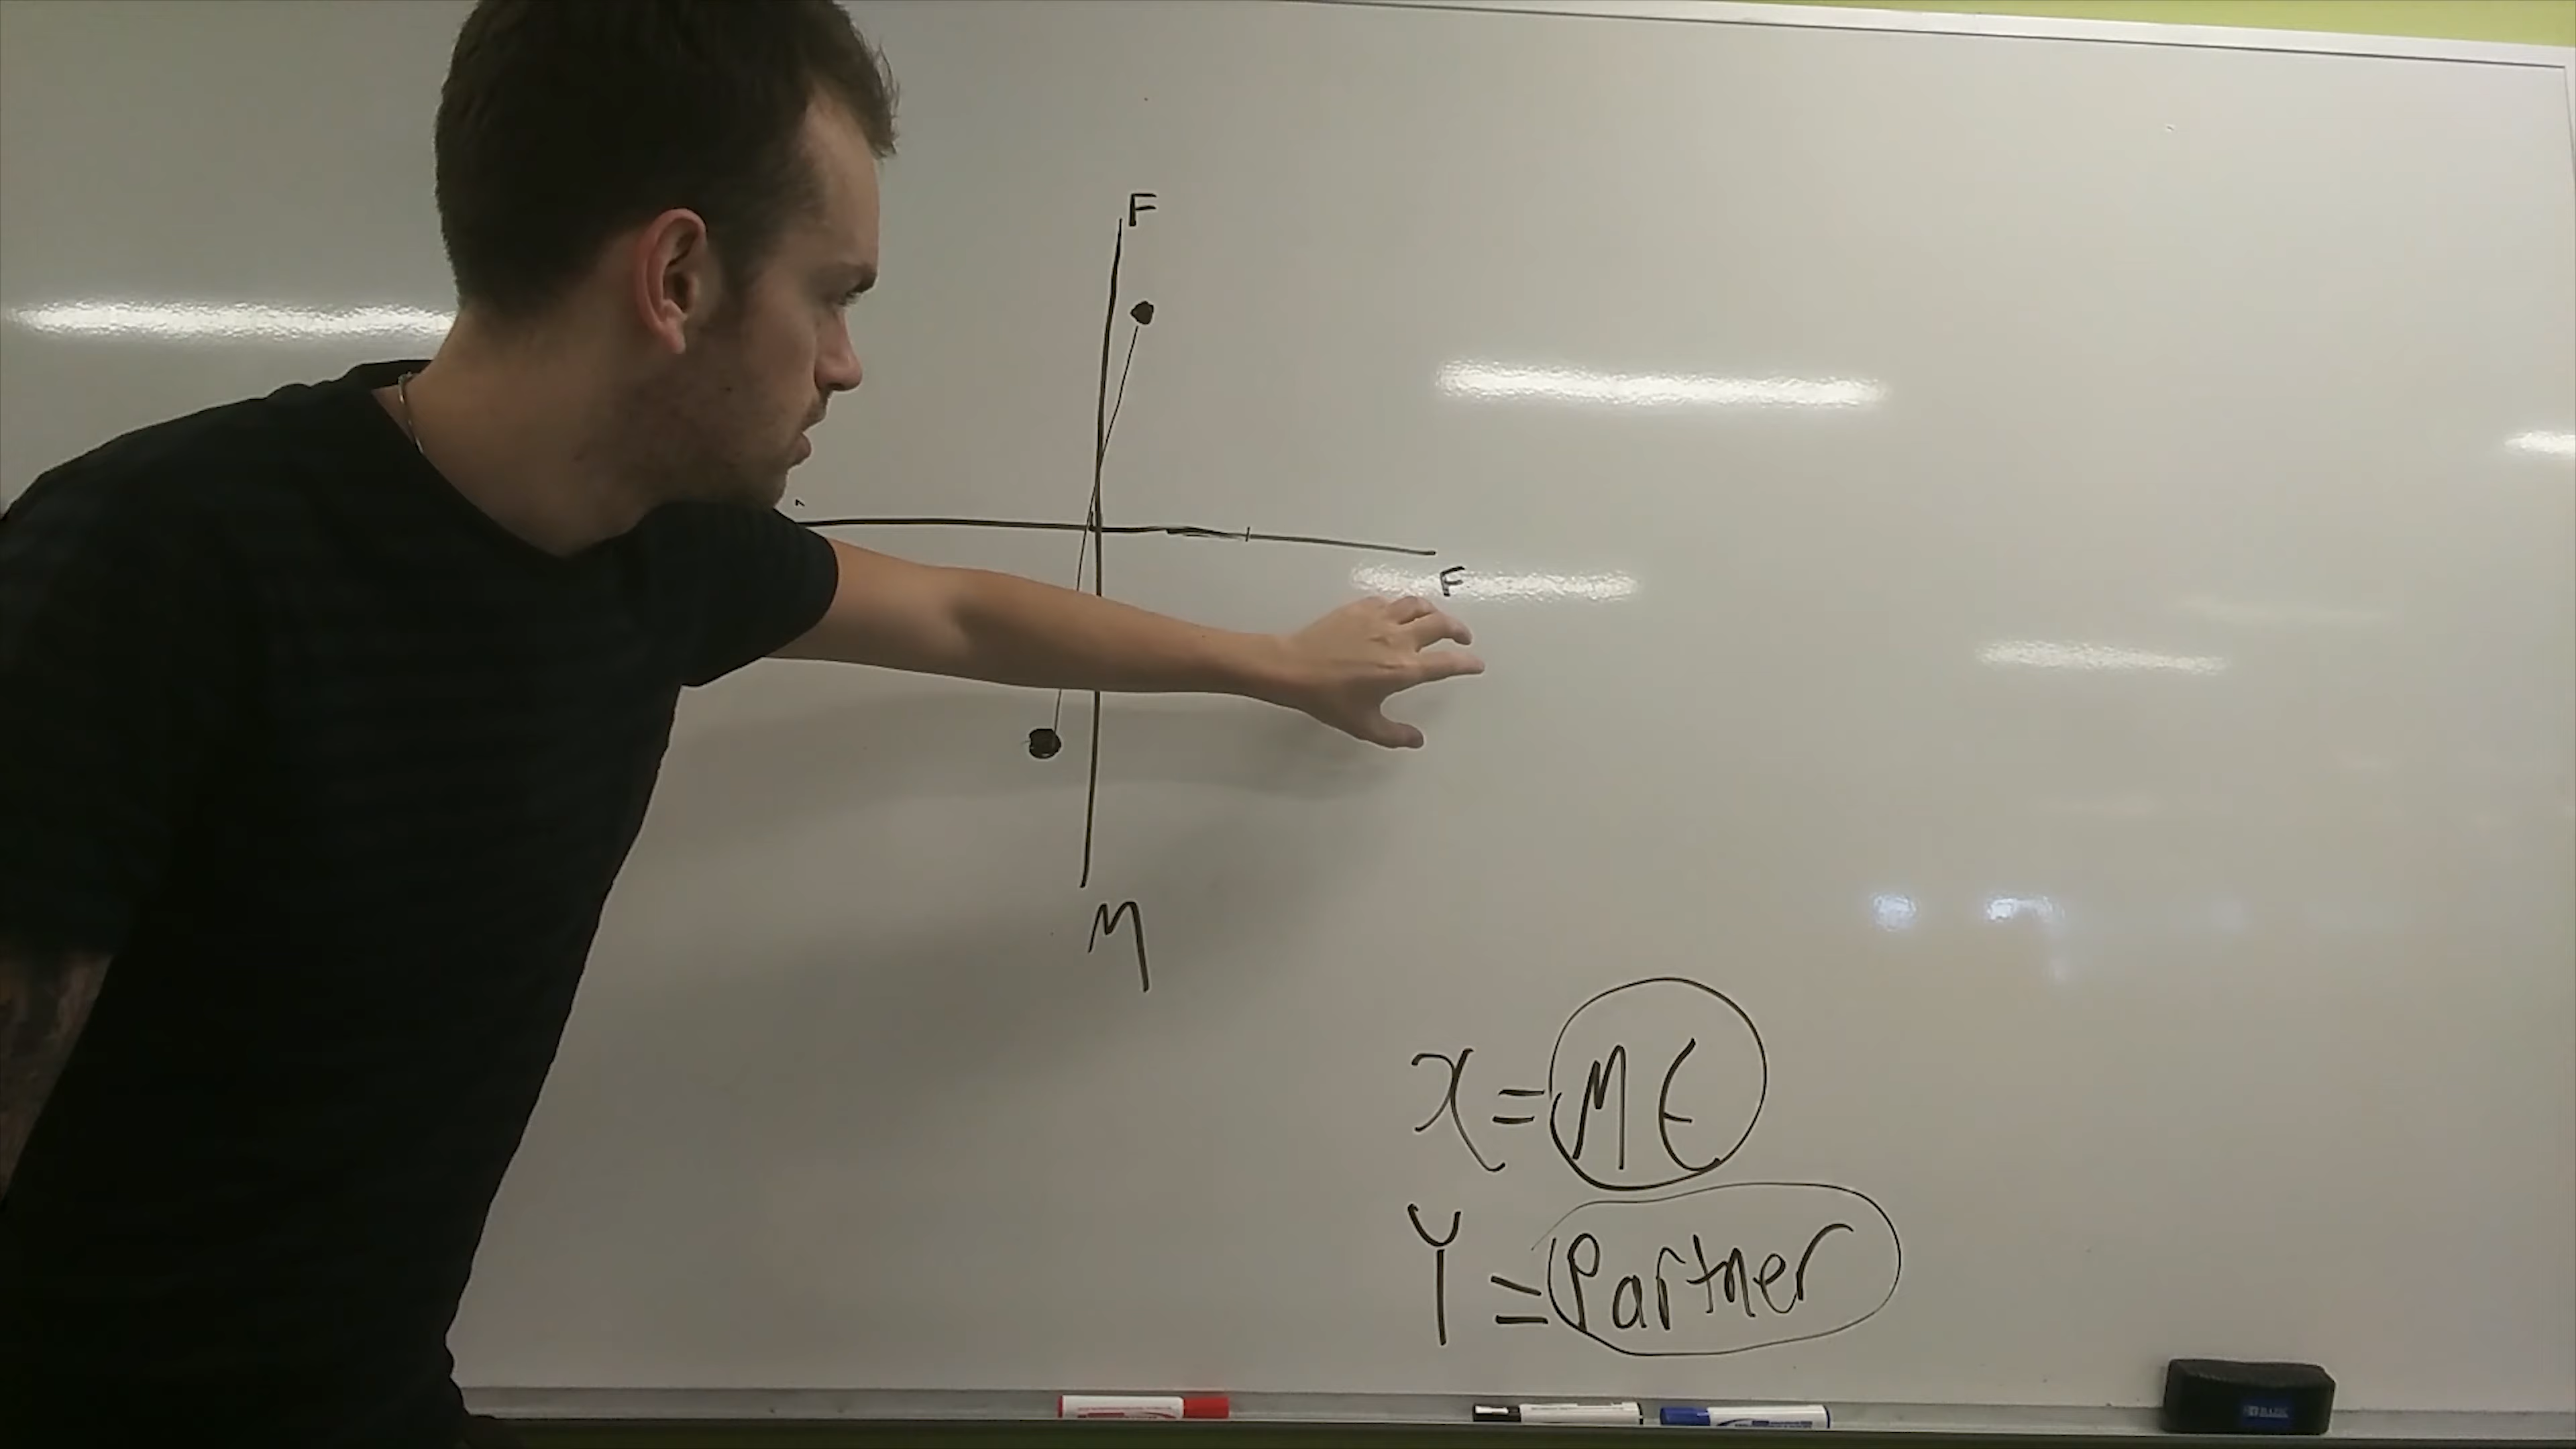 F
F
M
x = ME
Y = Partner